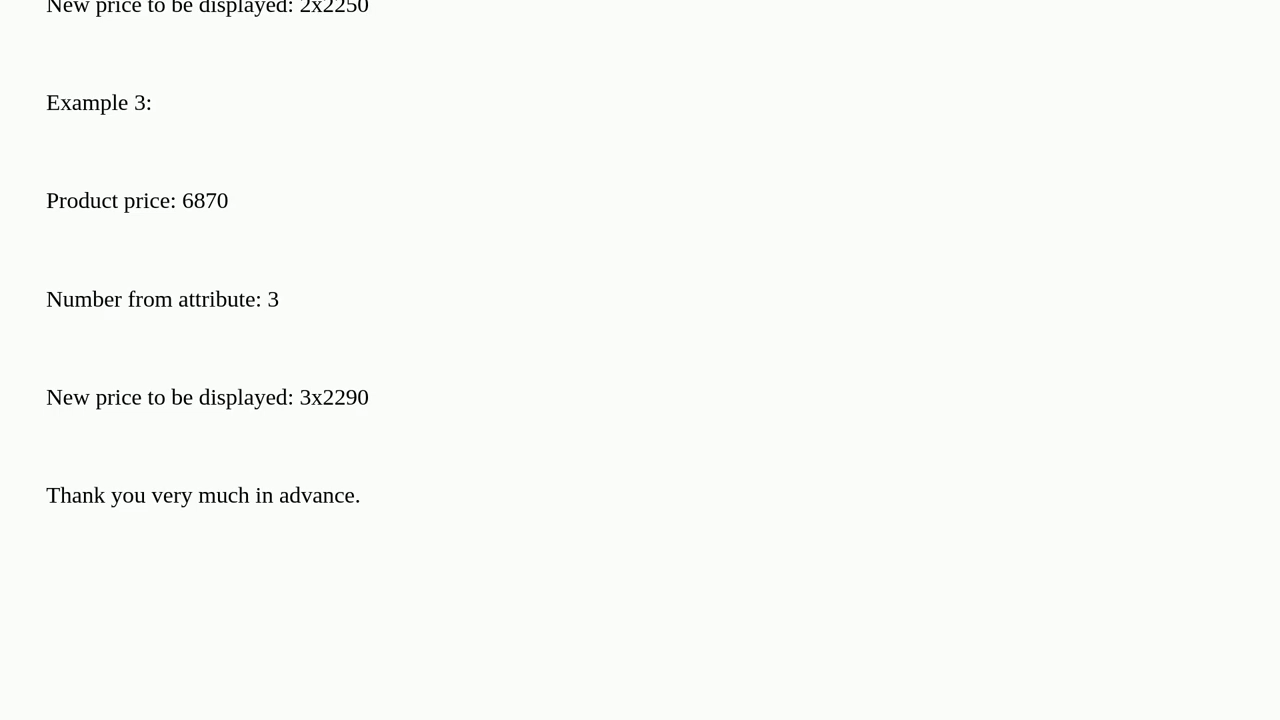 New price to be displayed: 2x2250
Example 3:
Product price: 6870
Number from attribute: 3
New price to be displayed: 3x2290
Thank you very much in advance.